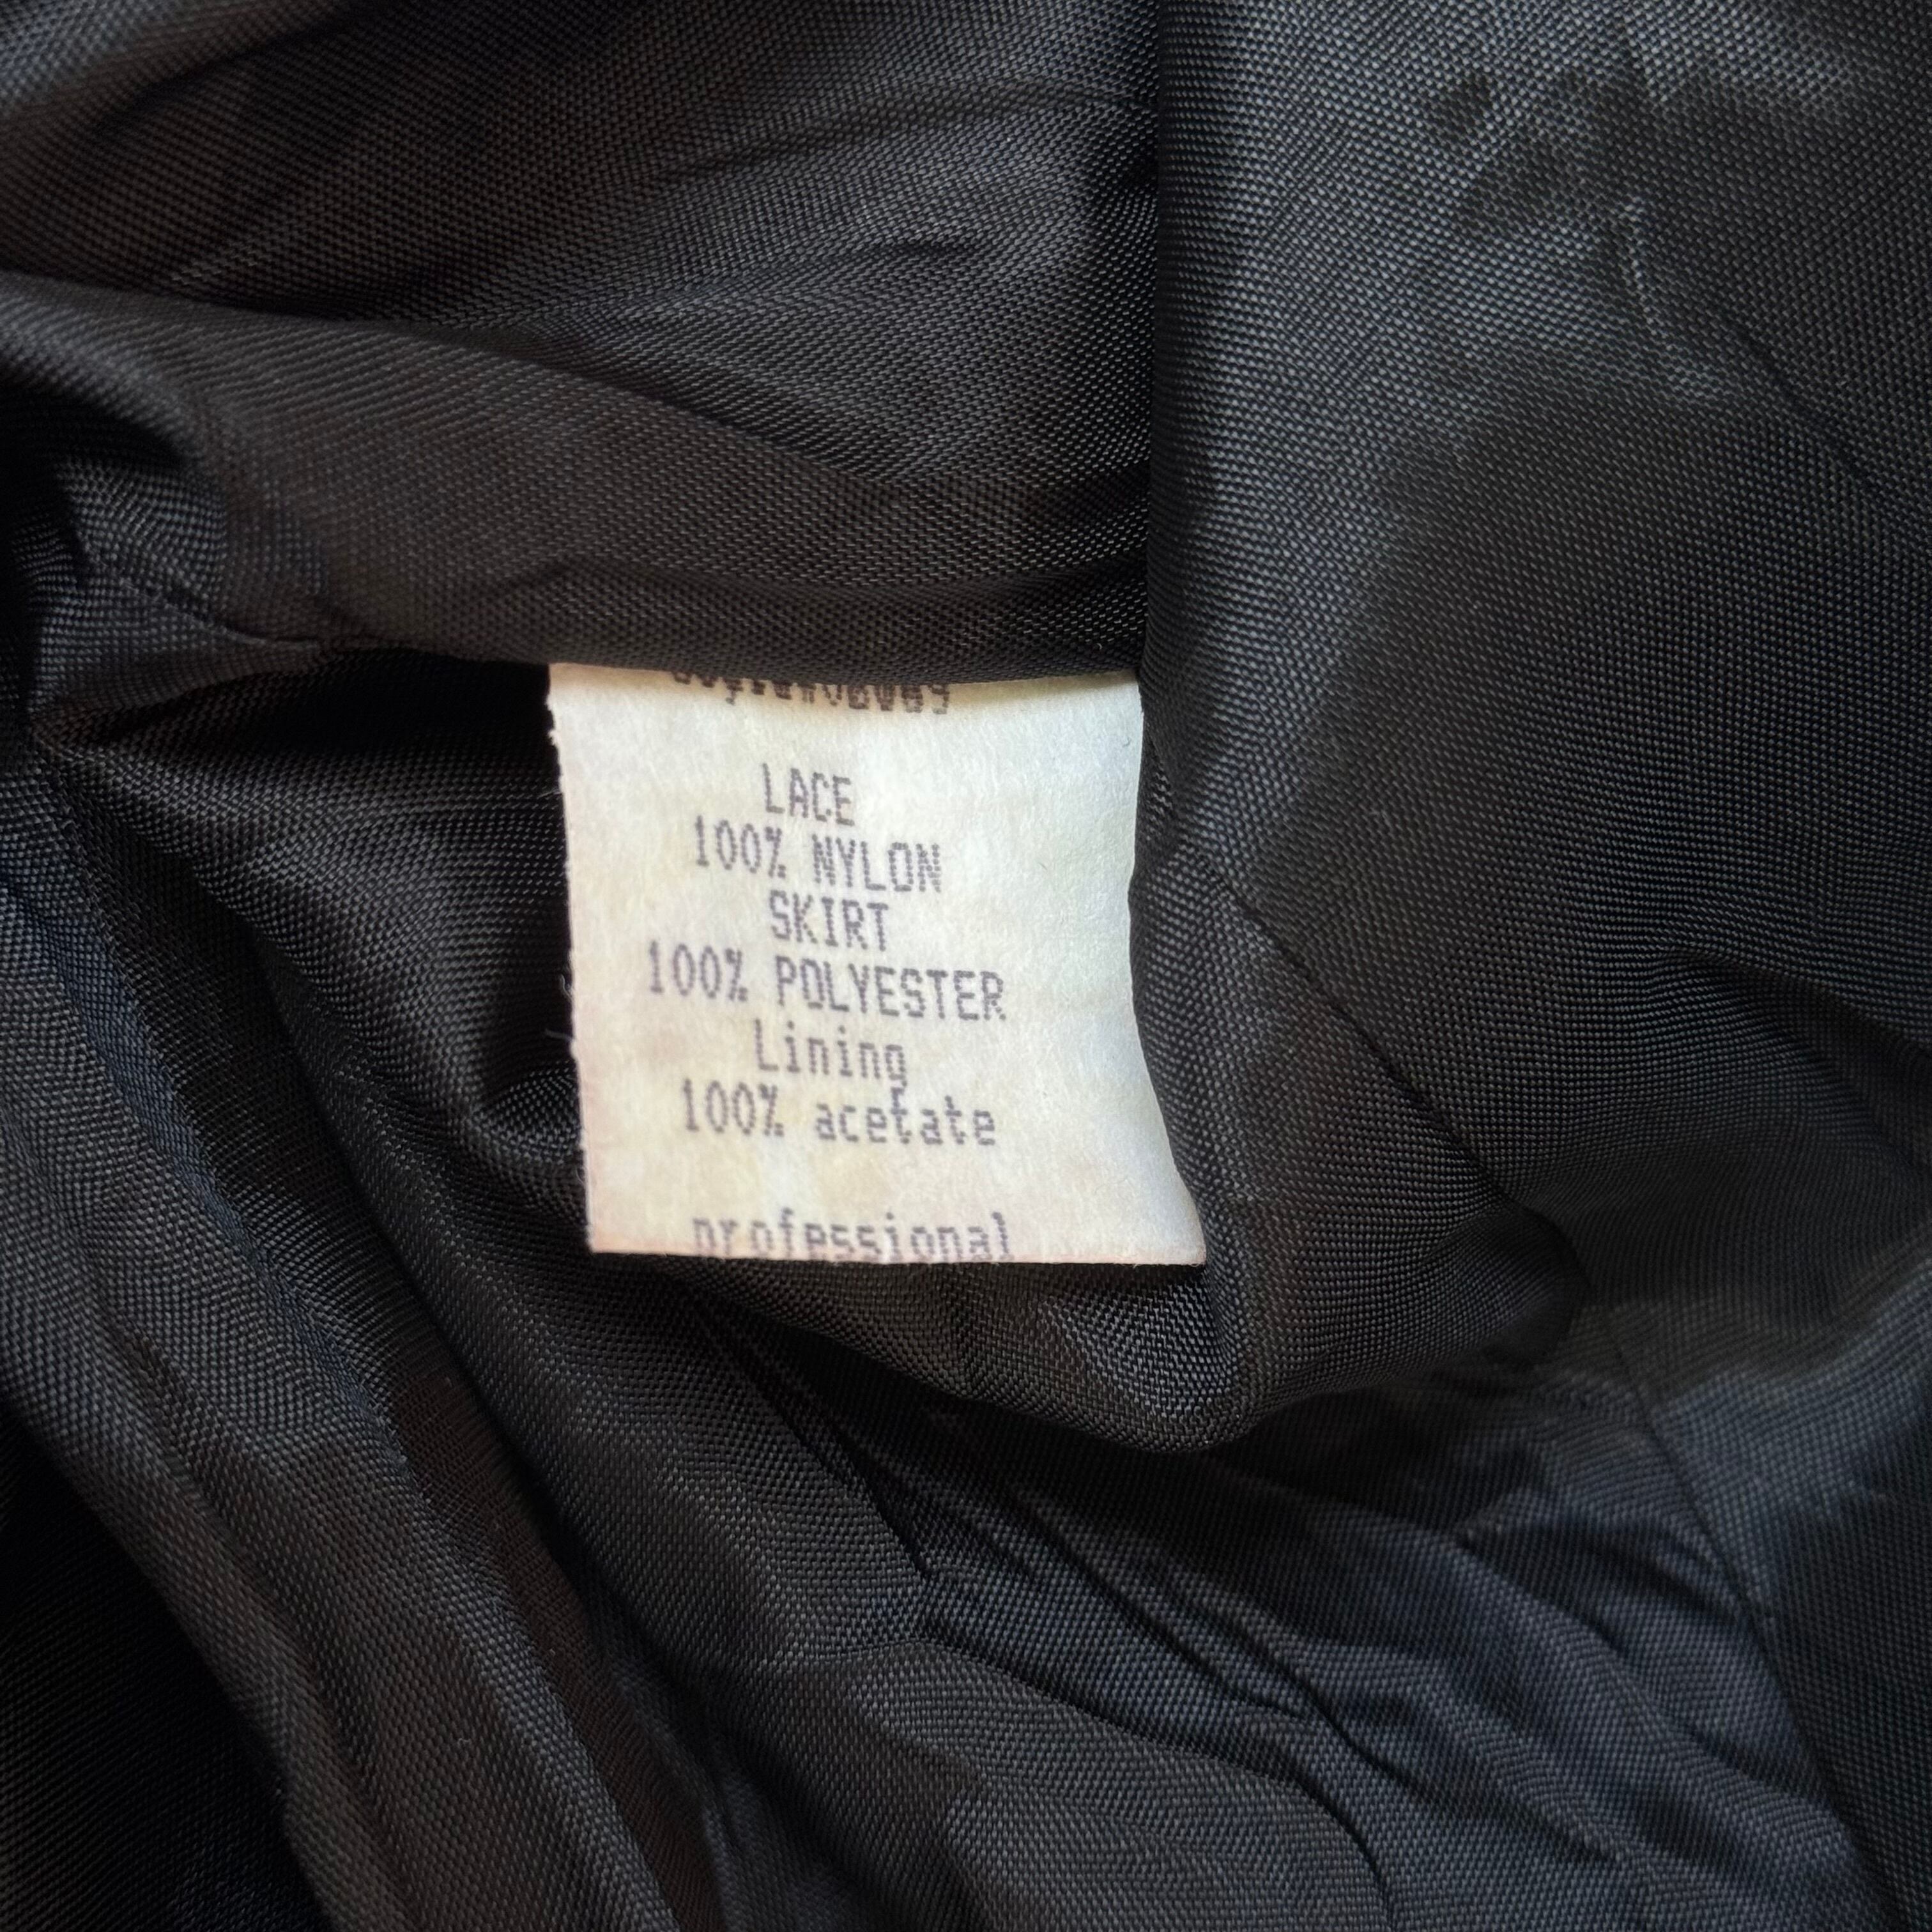 LACE
100% NYLON
SKIRT
100% POLYESTER
Lining
100% acetate
professional